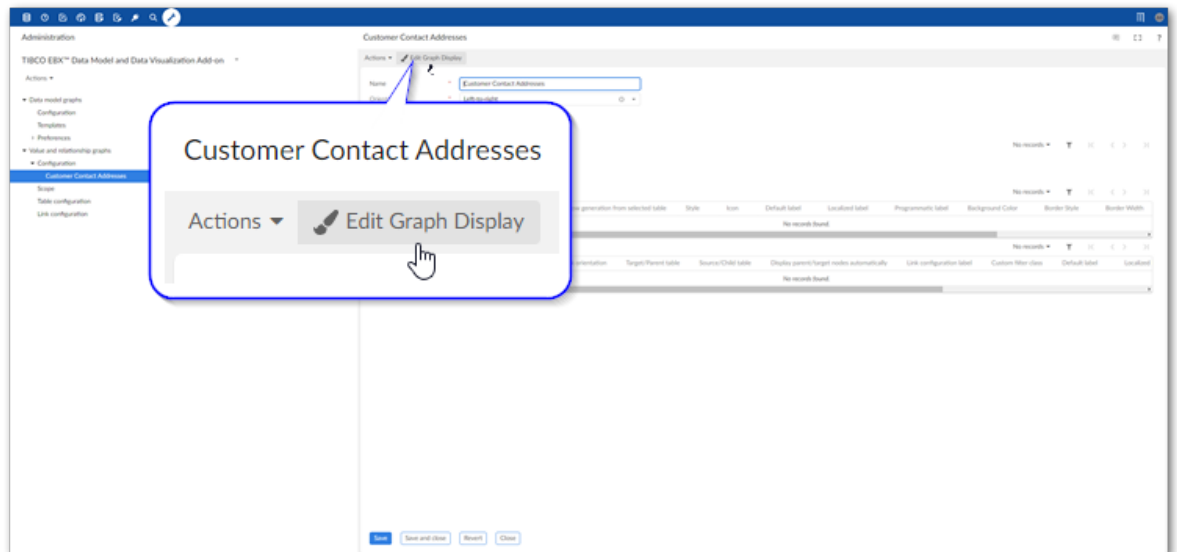 Administration
Customer Contact Addresses
TIBCO EBX™ Data Model and Data Visualization Add-on
Actions
Actions Edit Graph Display
Name * Customer Contact Addresses
* Left-to-right
Data model graphs
Configuration
Templates
Preferences
Value and relationship graphs
Configuration
Customer Contact Addresses
Scope
Table configuration
Link configuration
Customer Contact Addresses
Actions Edit Graph Display
No records
No records
generation from selected table Style Icon Default label Localized label Programmatic label Background Color Border Style Border Width
No records found
No records
orientation Target/Parent table Source/Child table Display parent/target nodes automatically Link configuration label Custom filter class Default label Localized
No records found
Save Save and close Revert Close